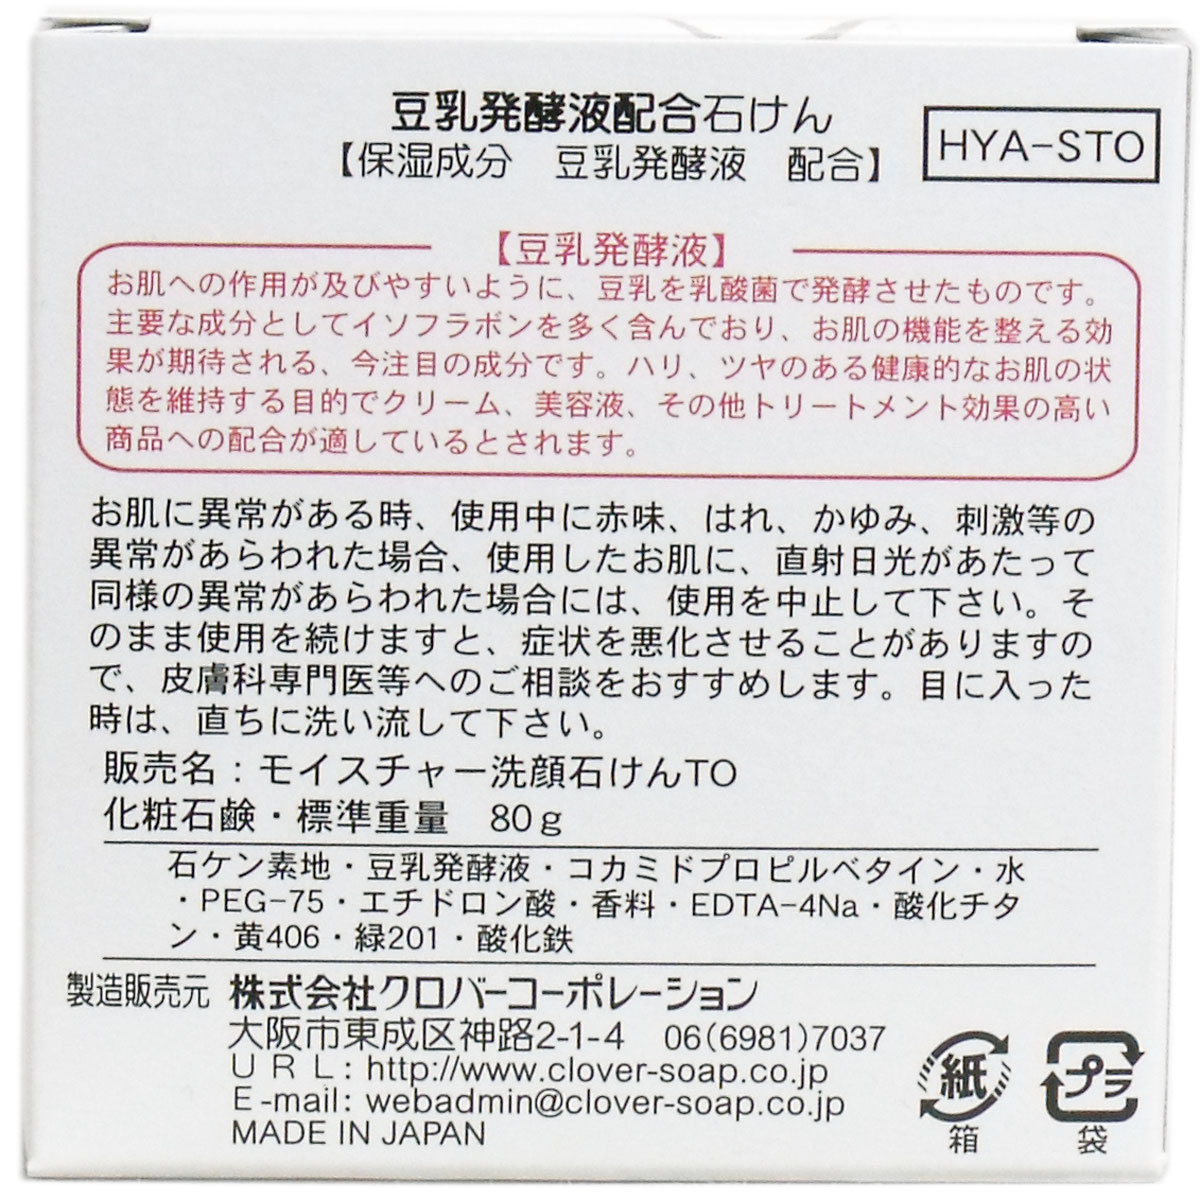 豆乳発酵液配合石けん
【保湿成分　豆乳発酵液　配合】
HYA-STO
【豆乳発酵液】
お肌への作用が及びやすいように、豆乳を乳酸菌で発酵させたものです。
主要な成分としてイソフラボンを多く含んでおり、お肌の機能を整える効
果が期待される、今注目の成分です。ハリ、ツヤのある健康的なお肌の状
態を維持する目的でクリーム、美容液、その他トリートメント効果の高い
商品への配合が適しているとされます。
お肌に異常がある時、使用中に赤味、はれ、かゆみ、刺激等の
異常があらわれた場合、使用したお肌に、直射日光があたって
同様の異常があらわれた場合には、使用を中止して下さい。そ
のまま使用を続けますと、症状を悪化させることがありますの
で、皮膚科専門医等へのご相談をおすすめします。目に入った
時は、直ちに洗い流して下さい。
販売名：モイスチャー洗顔石けんTO
化粧石鹸・標準重量　80ｇ
石ケン素地・豆乳発酵液・コカミドプロピルベタイン・水
・PEG-75・エチドロン酸・香料・EDTA-4Na・酸化チタ
ン・黄406・緑201・酸化鉄
製造販売元 株式会社クロバーコーポレーション
大阪市東成区神路2-1-4　06(6981)7037
ＵＲＬ: http://www.clover-soap.co.jp
E-mail: webadmin@clover-soap.co.jp
MADE IN JAPAN
紙
箱
プラ
袋